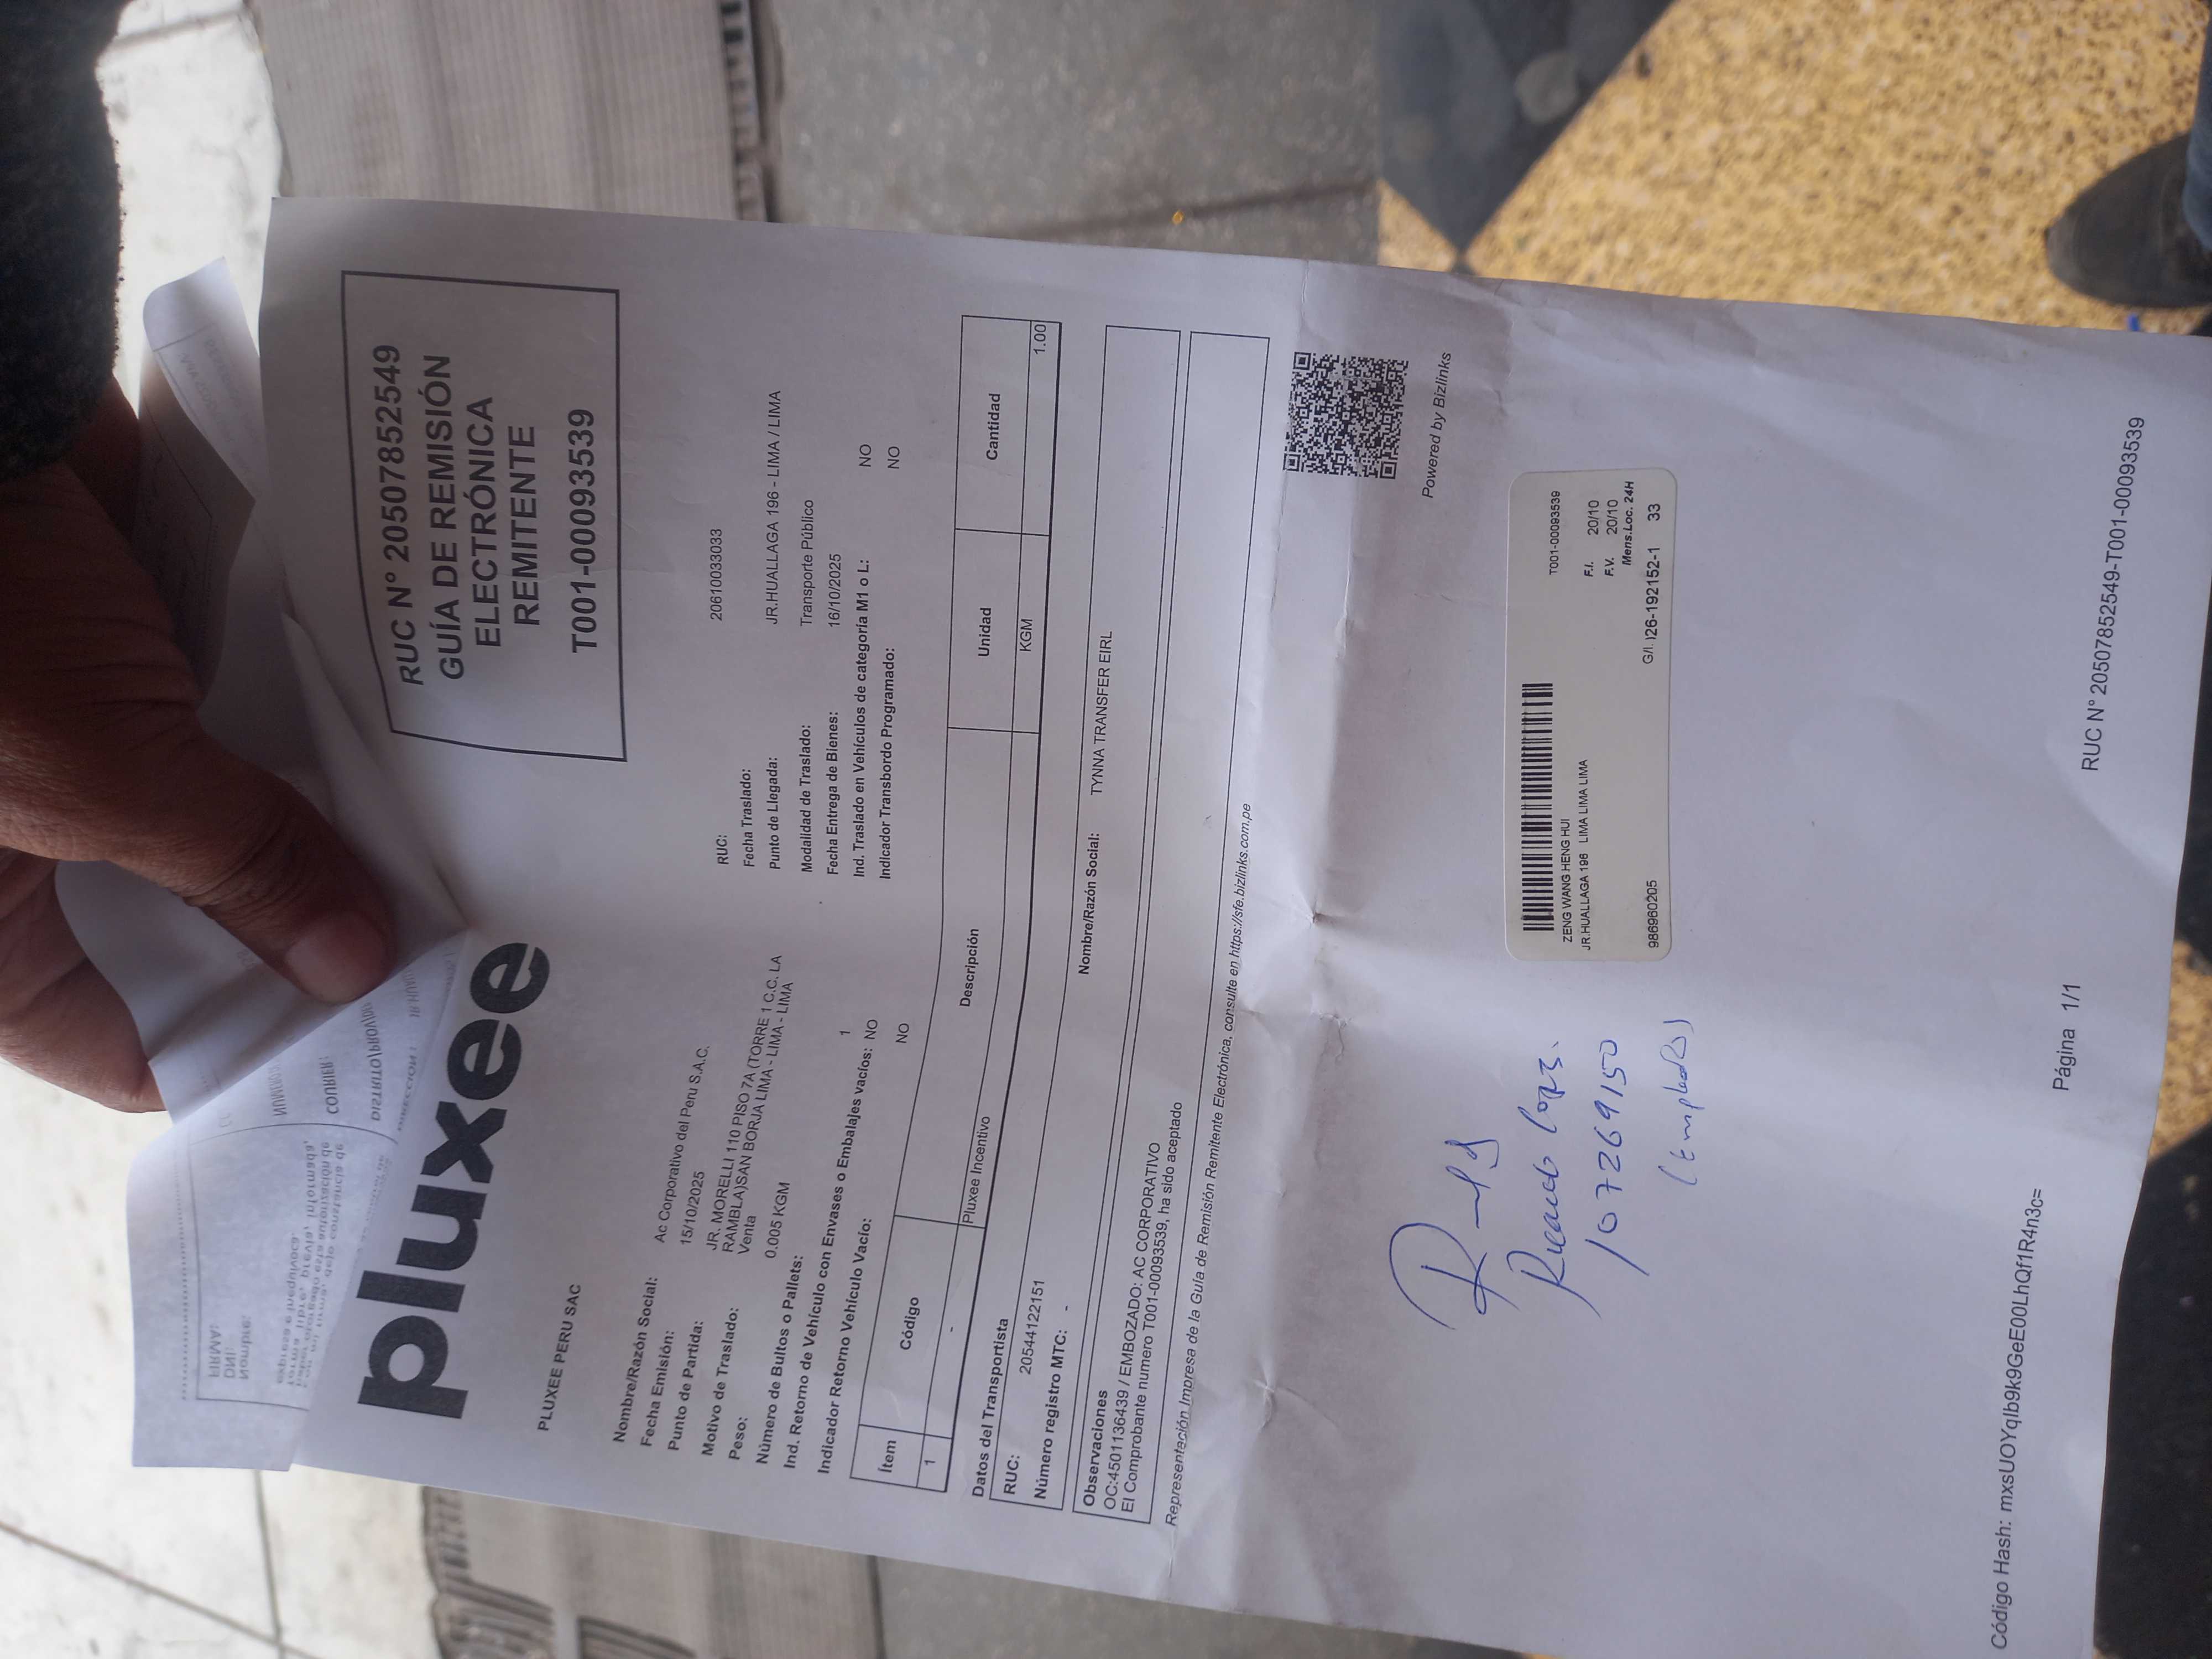 pluxee
RUC N° 20507852549
GUÍA DE REMISIÓN
ELECTRÓNICA
REMITENTE
T001-00093539
PLUXEE PERU SAC
Nombre/Razón Social: Ac Corporativo del Peru S.A.C. RUC: 20610033033
Fecha Emisión: 15/10/2025 Fecha Traslado:
Punto de Partida: JR. MORELLI 110 PISO 7A (TORRE 1 C.C. LA RAMBLA)SAN BORJA LIMA - LIMA - LIMA Punto de Llegada: JR.HUALLAGA 196 - LIMA / LIMA
Motivo de Traslado: Venta Modalidad de Traslado: Transporte Público
Peso: 0.005 KGM Fecha Entrega de Bienes: 16/10/2025
Número de Bultos o Pallets: 1 Ind. Traslado en Vehículos de categoría M1 o L: NO
Ind. Retorno de Vehículo con Envases o Embalajes vacíos: NO Indicador Transbordo Programado: NO
Indicador Retorno Vehículo Vacío: NO
Ítem Código Descripción Unidad Cantidad
1 - Pluxee Incentivo KGM 1.00
Datos del Transportista
RUC: 20544122151 Nombre/Razón Social: TYNNA TRANSFER EIRL
Número registro MTC: -
Observaciones
OC:4501136439 / EMBOZADO: AC CORPORATIVO
El Comprobante numero T001-00093539, ha sido aceptado
Representación Impresa de la Guía de Remisión Remitente Electrónica, consulte en https://sfe.bizlinks.com.pe
Powered by Bizlinks
T001-00093539
ZENG WANG HENG HUI
JR.HUALLAGA 196 LIMA LIMA LIMA
F.I. 20/10
F.V. 20/10
Mens.Loc. 24H
986960205 G/I. I26-192152-1 33
107269150
Código Hash: mxsUOYqlb9k9GeE00LhQf1R4n3c=
Página 1/1
RUC N° 20507852549-T001-00093539